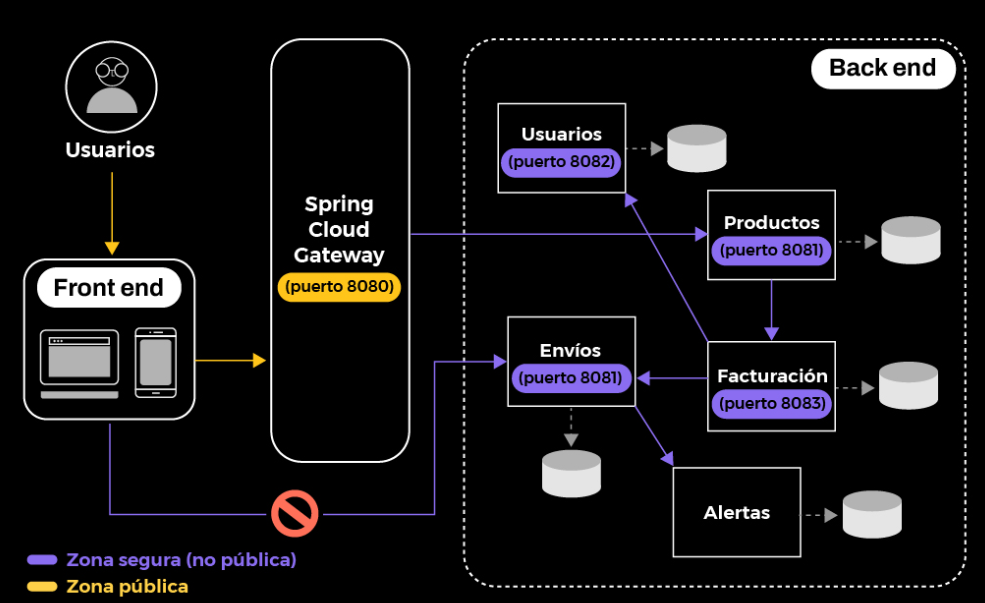 Usuarios
Front end
Spring
Cloud
Gateway
(puerto 8080)
Back end
Usuarios
(puerto 8082)
Productos
(puerto 8081)
Envíos
(puerto 8081)
Facturación
(puerto 8083)
Alertas
Zona segura (no pública)
Zona pública